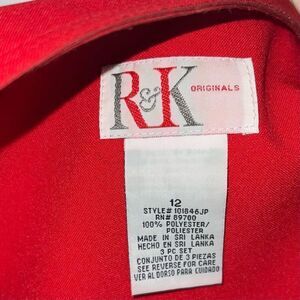 R&K ORIGINALS
12
STYLE# 101846JP
RN# 89700
100% POLYESTER/
POLIESTER
MADE IN SRI LANKA
HECHO EN SRI LANKA
3 PC SET
CONJUNTO DE 3 PIEZAS
SEE REVERSE FOR CARE
VER AL DORSO PARA CUIDADO